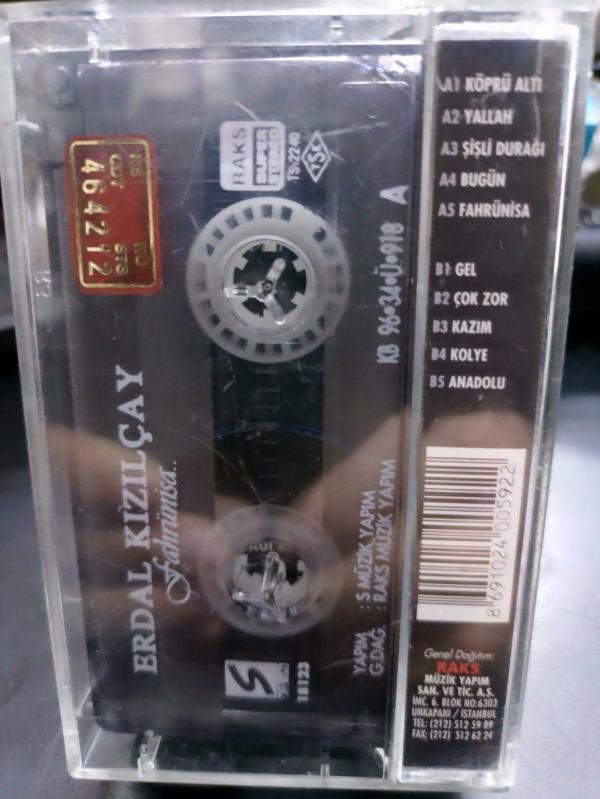 ERDAL KIZILÇAY
Fahrünisa..
KB
CDT
RO
STS
464212
RAKS
SUPER
STEREO
TS.2240
TSE
S
18123
YAPIM : S MÜZİK YAPIM
G.DAĞ. : RAKS MÜZİK YAPIM
KB 96•34•Ü•918
A
A1 KÖPRÜ ALTI
A2 YALLAH
A3 ŞİŞLİ DURAĞI
A4 BUGÜN
A5 FAHRÜNİSA
B1 GEL
B2 ÇOK ZOR
B3 KAZIM
B4 KOLYE
B5 ANADOLU
8 691024 005922
Genel Dağıtım:
RAKS
MÜZİK YAPIM
SAN. VE TİC. A.Ş.
İMC. 6. BLOK NO:6303
UNKAPANI / İSTANBUL
TEL: (212) 512 59 89
FAX: (212) 512 62 24